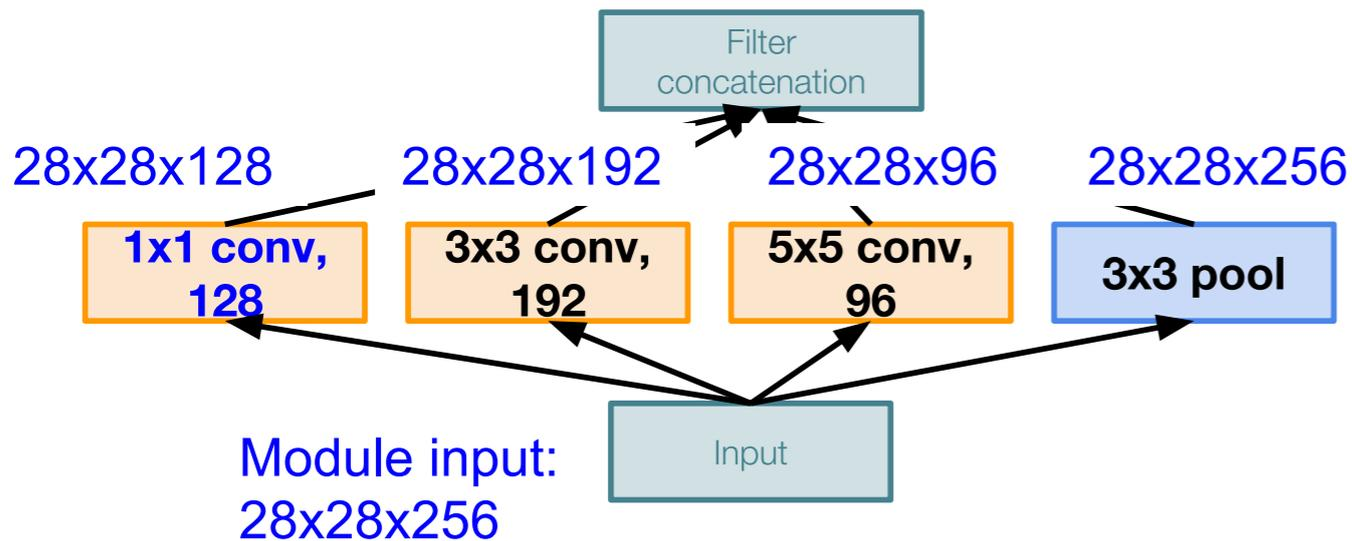 Filter
concatenation
28x28x128
28x28x192
28x28x96
28x28x256
1x1 conv,
128
3x3 conv,
192
5x5 conv,
96
3x3 pool
Input
Module input:
28x28x256